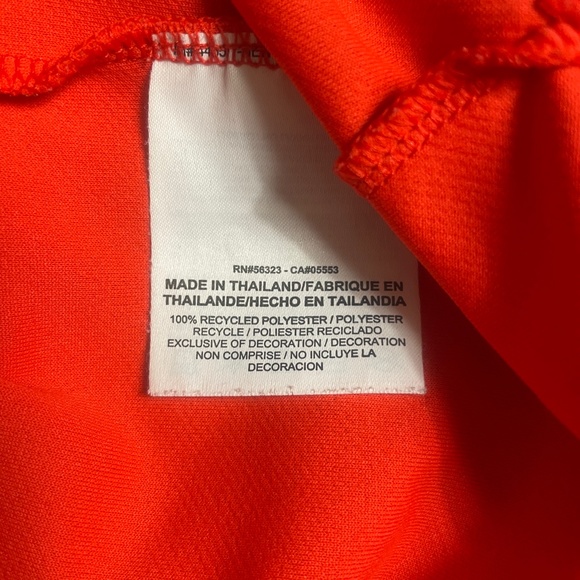 RN#56323 - CA#05553
MADE IN THAILAND/FABRIQUE EN
THAILANDE/HECHO EN TAILANDIA
100% RECYCLED POLYESTER / POLYESTER
RECYCLE / POLIESTER RECICLADO
EXCLUSIVE OF DECORATION / DECORATION
NON COMPRISE / NO INCLUYE LA
DECORACION